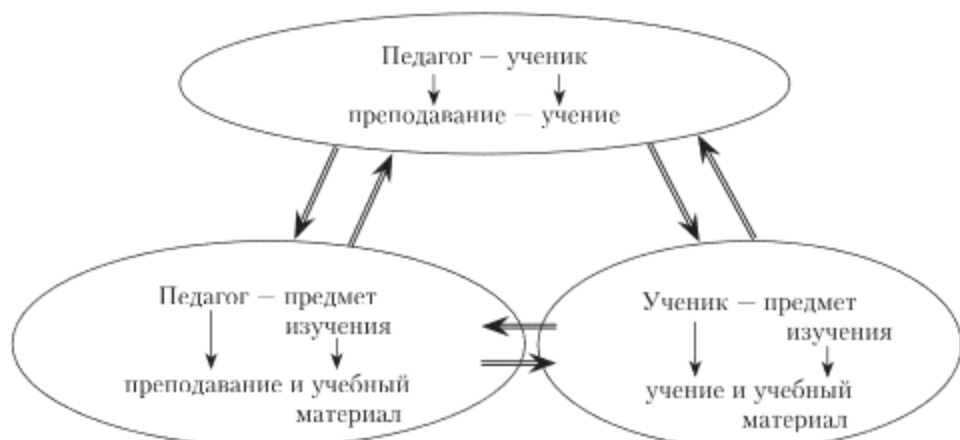 Педагог — ученик
преподавание — учение
Педагог — предмет
изучения
преподавание и учебный
материал
Ученик — предмет
изучения
учение и учебный
материал